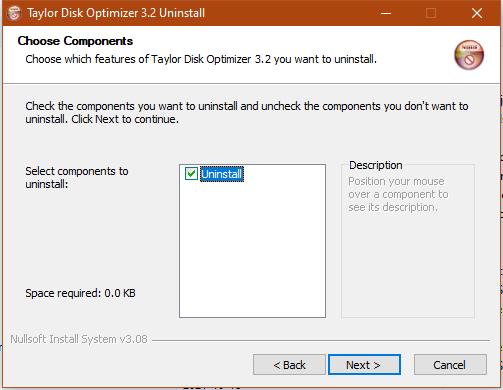 Taylor Disk Optimizer 3.2 Uninstall
Choose Components
Choose which features of Taylor Disk Optimizer 3.2 you want to uninstall.
Check the components you want to uninstall and uncheck the components you don't want to
uninstall. Click Next to continue.
Select components to
uninstall:
Uninstall
Description
Position your mouse
over a component to
see its description.
Space required: 0.0 KB
Nullsoft Install System v3.08
< Back
Next >
Cancel